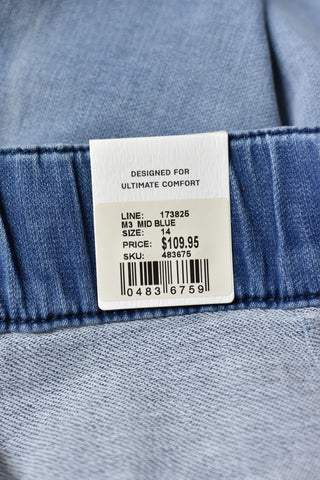 DESIGNED FOR
ULTIMATE COMFORT
LINE: 173825
M3 MID BLUE
SIZE: 14
PRICE: $109.95
SKU: 483675
0483 6759